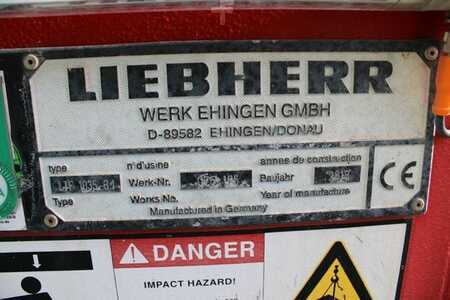 LIEBHERR
WERK EHINGEN GMBH
D-89582 EHINGEN/DONAU
type n d'usine annee de construction
Werk-Nr. Baujahr
Type Works No. Year of manufacture
Manufactured in Germany
CE
DANGER
IMPACT HAZARD!